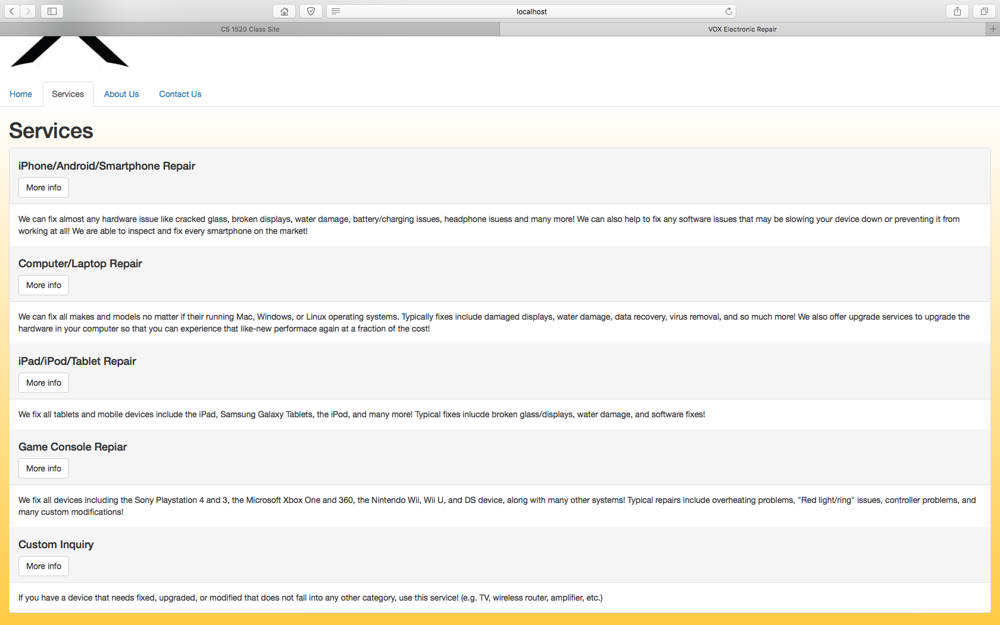 localhost
CS 1520 Class Site
VOX Electronic Repair
Home
Services
About Us
Contact Us
Services
iPhone/Android/Smartphone Repair
More info
We can fix almost any hardware issue like cracked glass, broken displays, water damage, battery/charging issues, headphone isuess and many more! We can also help to fix any software issues that may be slowing your device down or preventing it from
working at all! We are able to inspect and fix every smartphone on the market!
Computer/Laptop Repair
More info
We can fix all makes and models no matter if their running Mac, Windows, or Linux operating systems. Typically fixes include damaged displays, water damage, data recovery, virus removal, and so much more! We also offer upgrade services to upgrade the
hardware in your computer so that you can experience that like-new performace again at a fraction of the cost!
iPad/iPod/Tablet Repair
More info
We fix all tablets and mobile devices include the iPad, Samsung Galaxy Tablets, the iPod, and many more! Typical fixes inlucde broken glass/displays, water damage, and software fixes!
Game Console Repiar
More info
We fix all devices including the Sony Playstation 4 and 3, the Microsoft Xbox One and 360, the Nintendo Wii, Wii U, and DS device, along with many other systems! Typical repairs include overheating problems, "Red light/ring" issues, controller problems, and
many custom modifications!
Custom Inquiry
More info
If you have a device that needs fixed, upgraded, or modified that does not fall into any other category, use this service! (e.g. TV, wireless router, amplifier, etc.)